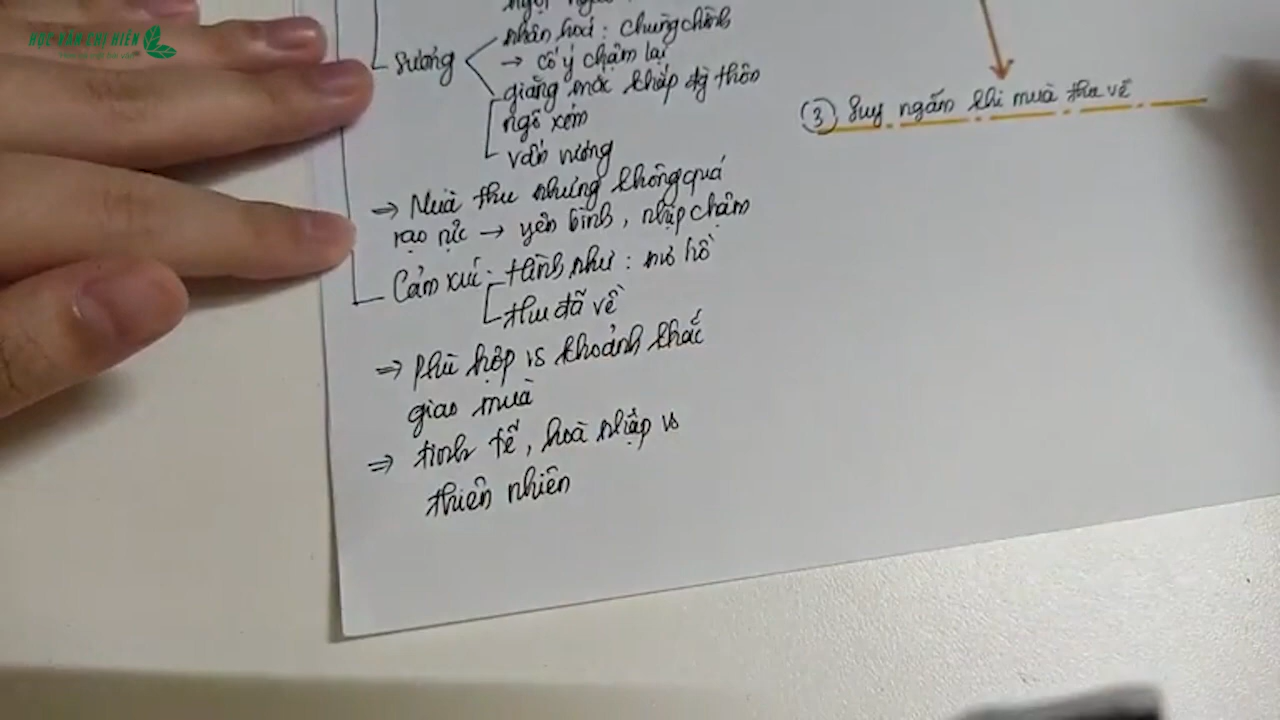 HỌC VĂN CHỊ HIÊN
nhân hoá : chùng chình
Sương
→ cố ý chậm lại
giăng mắc khắp đg thôn
ngõ xóm
vấn vương
⇒ Mùa thu nhưng không quá
rạo rực → yên bình, nhịp chậm
Cảm xúc : Hình như : mơ hồ
thu đã về
⇒ Phù hợp vs khoảnh khắc
giao mùa
⇒ tinh tế, hoà nhập vs
thiên nhiên
③ Suy ngẫm khi mùa thu về